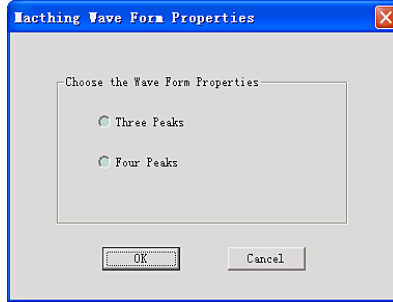 Macthing Wave Form Properties
Choose the Wave Form Properties
Three Peaks
Four Peaks
OK
Cancel